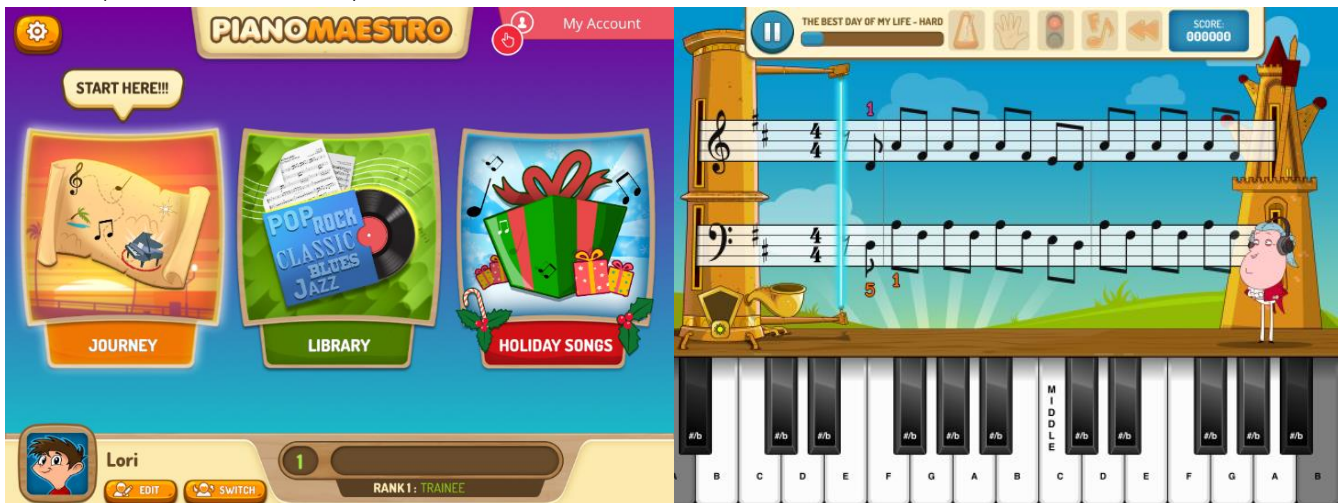 PIANOMAESTRO
My Account
START HERE!!!
POP ROCK
CLASSIC
BLUES
JAZZ
JOURNEY
LIBRARY
HOLIDAY SONGS
Lori
EDIT
SWITCH
1
RANK 1 : TRAINEE
THE BEST DAY OF MY LIFE - HARD
SCORE:
000000
1
4
4
4
4
5 1
MIDDLE
#/b #/b #/b #/b #/b #/b #/b #/b #/b #/b #/b
A B C D E F G A B C D E F G A B